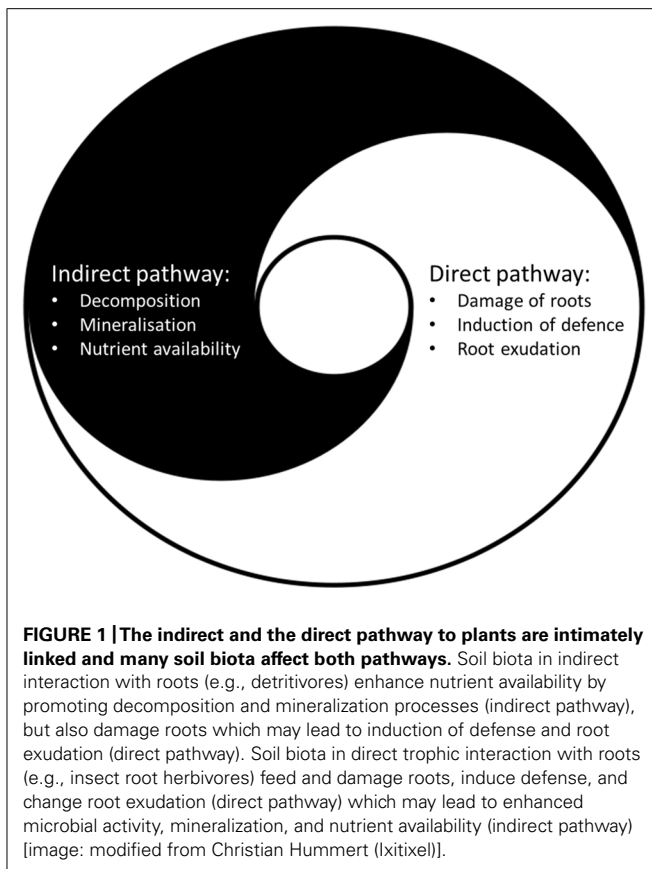 Indirect pathway:
• Decomposition
• Mineralisation
• Nutrient availability
Direct pathway:
• Damage of roots
• Induction of defence
• Root exudation
FIGURE 1 | The indirect and the direct pathway to plants are intimately
linked and many soil biota affect both pathways. Soil biota in indirect
interaction with roots (e.g., detritivores) enhance nutrient availability by
promoting decomposition and mineralization processes (indirect pathway),
but also damage roots which may lead to induction of defense and root
exudation (direct pathway). Soil biota in direct trophic interaction with roots
(e.g., insect root herbivores) feed and damage roots, induce defense, and
change root exudation (direct pathway) which may lead to enhanced
microbial activity, mineralization, and nutrient availability (indirect pathway)
[image: modified from Christian Hummert (Ixitixel)].